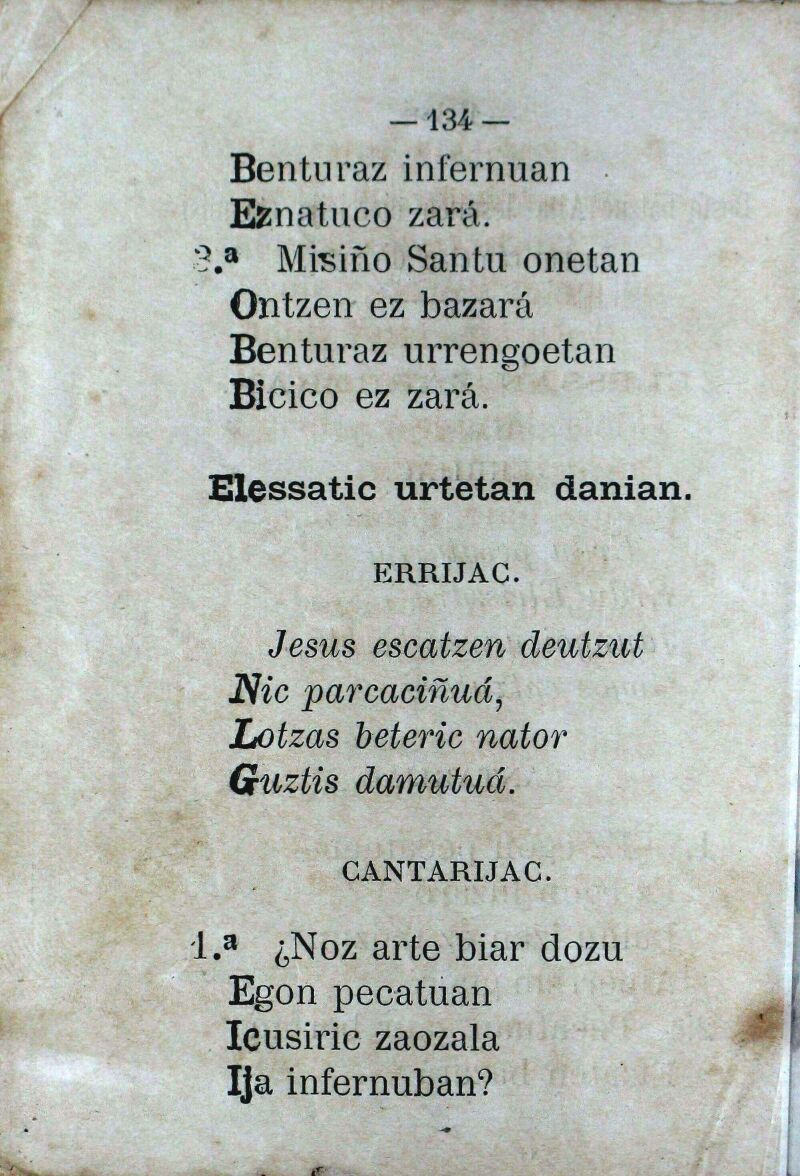 — 134 —
Benturaz infernuan
Eznatuco zará.
3.ª Misiño Santu onetan
Ontzen ez bazará
Benturaz urrengoetan
Bicico ez zará.
Elessatic urtetan danian.
ERRIJAC.
Jesus escatzen deutzut
Nic parcaciñuá,
Lotzas beteric nator
Guztis damutuá.
CANTARIJAC.
1.ª ¿Noz arte biar dozu
Egon pecatuan
Icusiric zaozala
Ija infernuban?